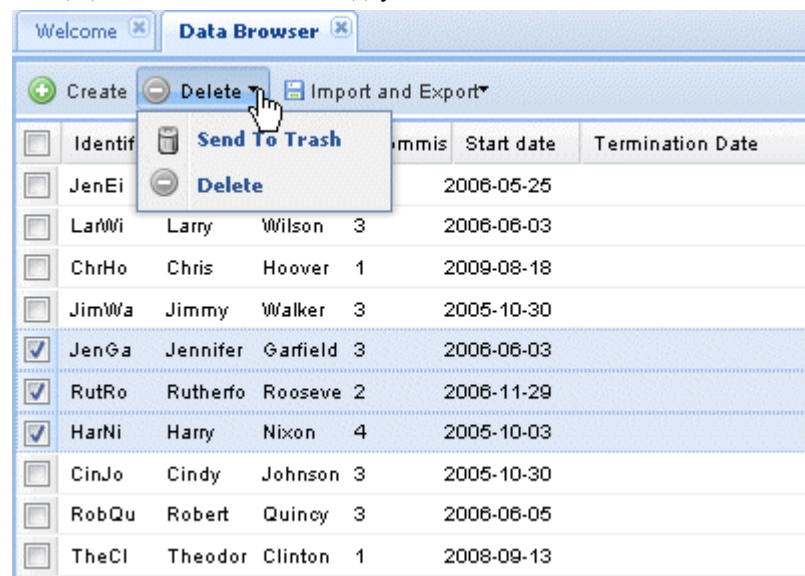 Welcome Data Browser
Create Delete Import and Export
Identif ommis Start date Termination Date
Send To Trash
Delete
JenEi 2006-05-25
LarWi Larry Wilson 3 2006-06-03
ChrHo Chris Hoover 1 2009-08-18
JimWa Jimmy Walker 3 2005-10-30
JenGa Jennifer Garfield 3 2006-06-03
RutRo Rutherfo Rooseve 2 2006-11-29
HarNi Harry Nixon 4 2005-10-03
CinJo Cindy Johnson 3 2005-10-30
RobQu Robert Quincy 3 2006-06-05
TheCl Theodor Clinton 1 2008-09-13